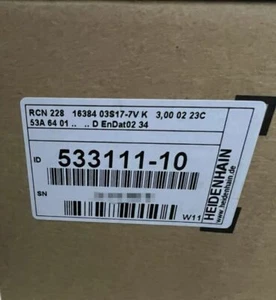 RCN 228 16384 03S17-7V K 3,00 02 23C
53A 64 01 .. .. D EnDat02 34
ID 533111-10
SN
W11
HEIDENHAIN
www.heidenhain.de